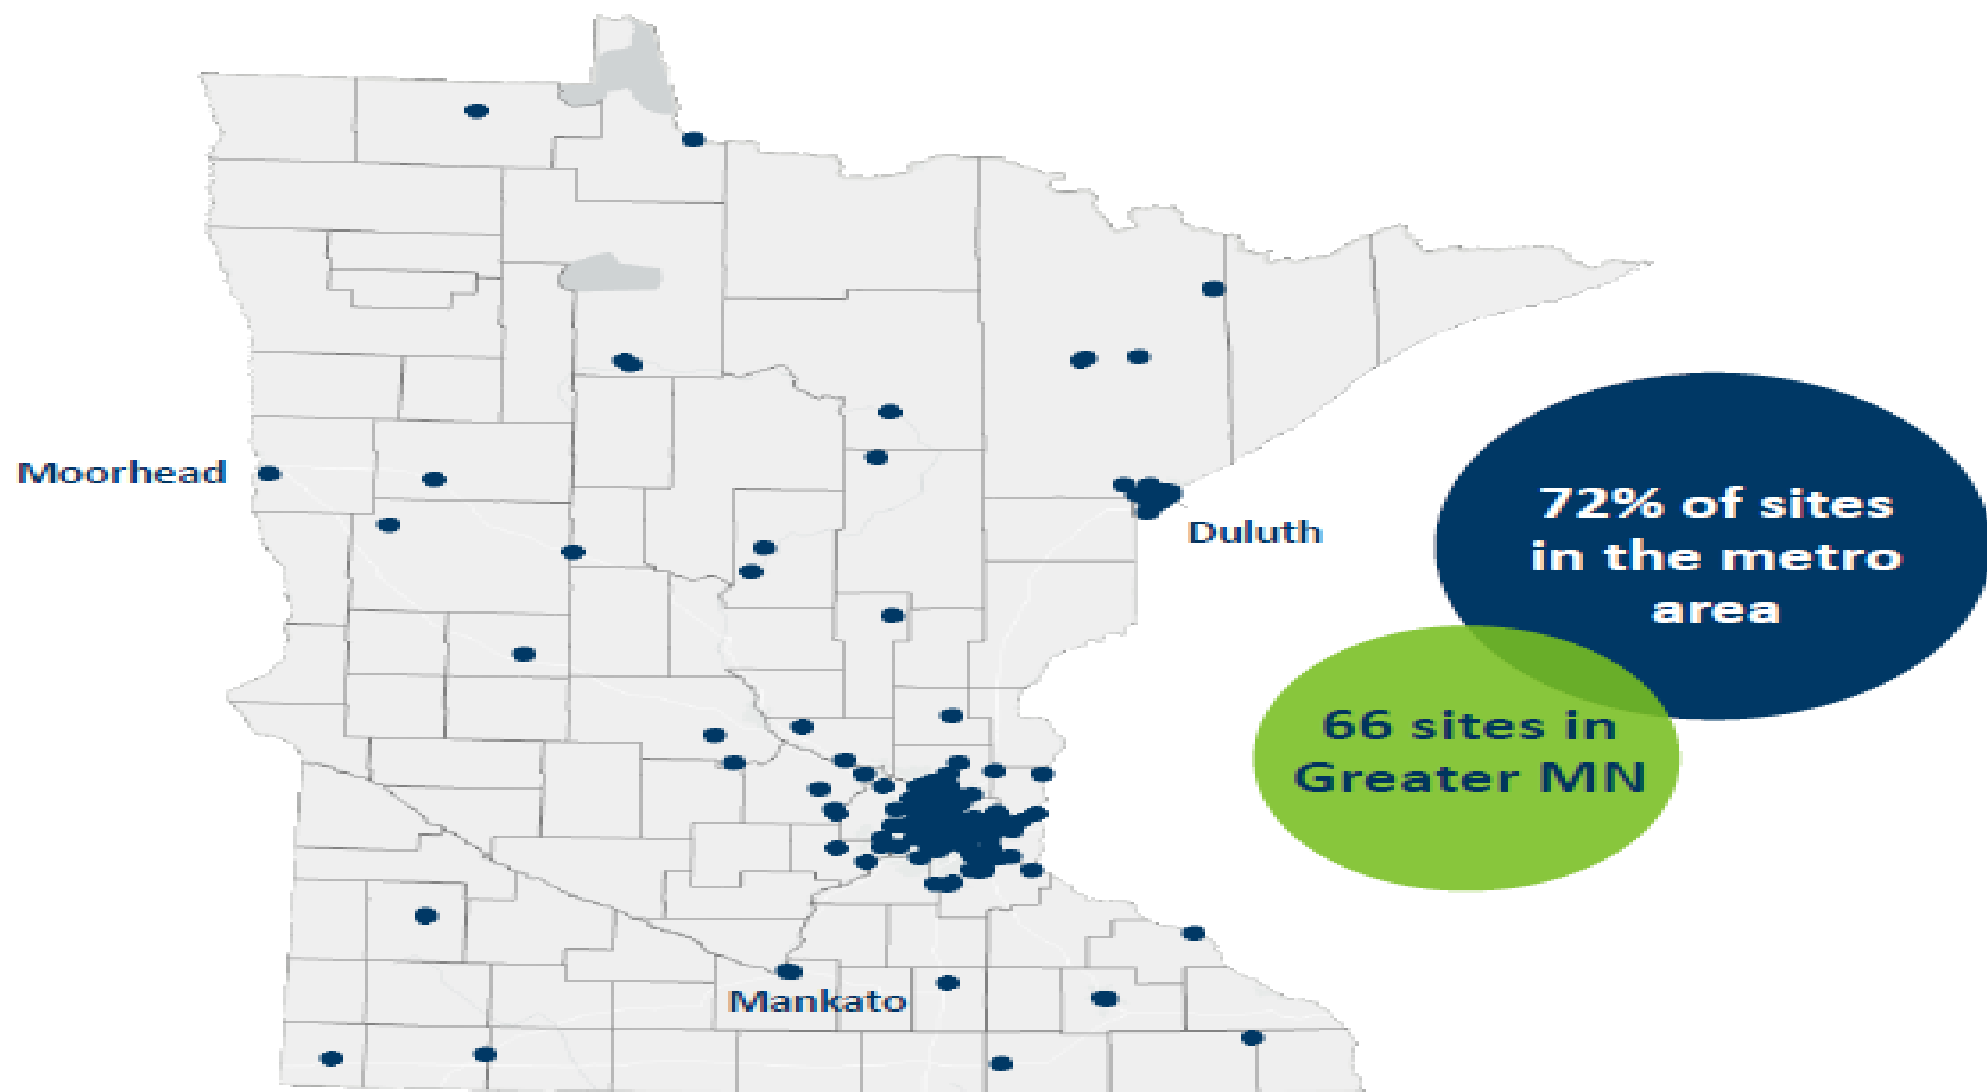 Moorhead
Duluth
72% of sites
in the metro
area
66 sites in
Greater MN
Mankato